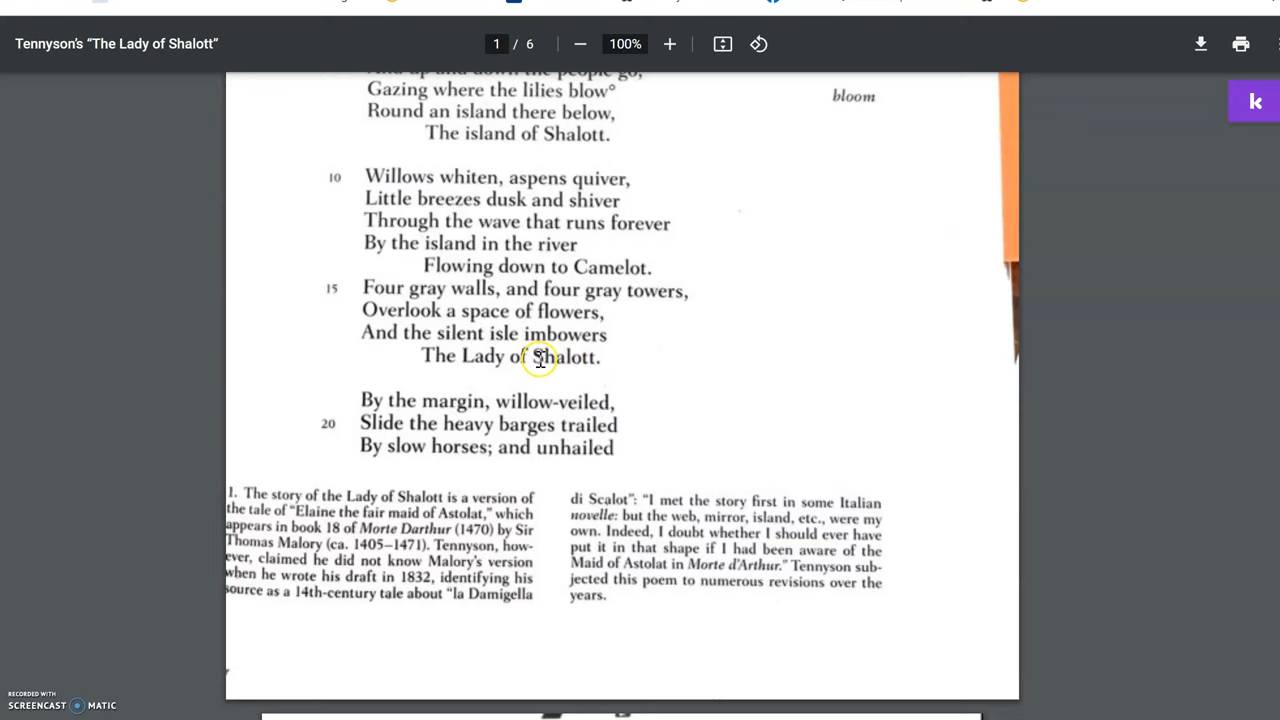 Tennyson's "The Lady of Shalott"
1 / 6
100%
k
And up and down the people go,
Gazing where the lilies blow°
bloom
Round an island there below,
The island of Shalott.
10 Willows whiten, aspens quiver,
Little breezes dusk and shiver
Through the wave that runs forever
By the island in the river
Flowing down to Camelot.
15 Four gray walls, and four gray towers,
Overlook a space of flowers,
And the silent isle imbowers
The Lady of Shalott.
By the margin, willow-veiled,
20 Slide the heavy barges trailed
By slow horses; and unhailed
1. The story of the Lady of Shalott is a version of
the tale of "Elaine the fair maid of Astolat," which
appears in book 18 of Morte Darthur (1470) by Sir
Thomas Malory (ca. 1405–1471). Tennyson, how-
ever, claimed he did not know Malory's version
when he wrote his draft in 1832, identifying his
source as a 14th-century tale about "la Damigella
di Scalot": "I met the story first in some Italian
novelle: but the web, mirror, island, etc., were my
own. Indeed, I doubt whether I should ever have
put it in that shape if I had been aware of the
Maid of Astolat in Morte d'Arthur." Tennyson sub-
jected this poem to numerous revisions over the
years.
RECORDED WITH
SCREENCAST MATIC